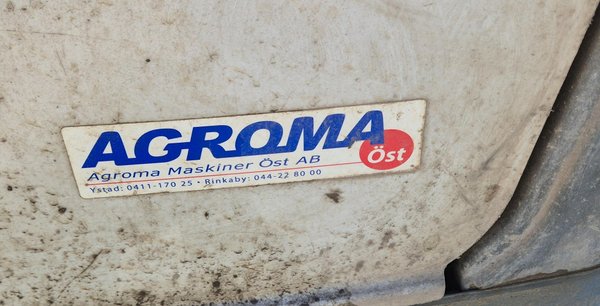 AGROMA
Öst
Agroma Maskiner Öst AB
Ystad: 0411-170 25 • Rinkaby: 044-22 80 00